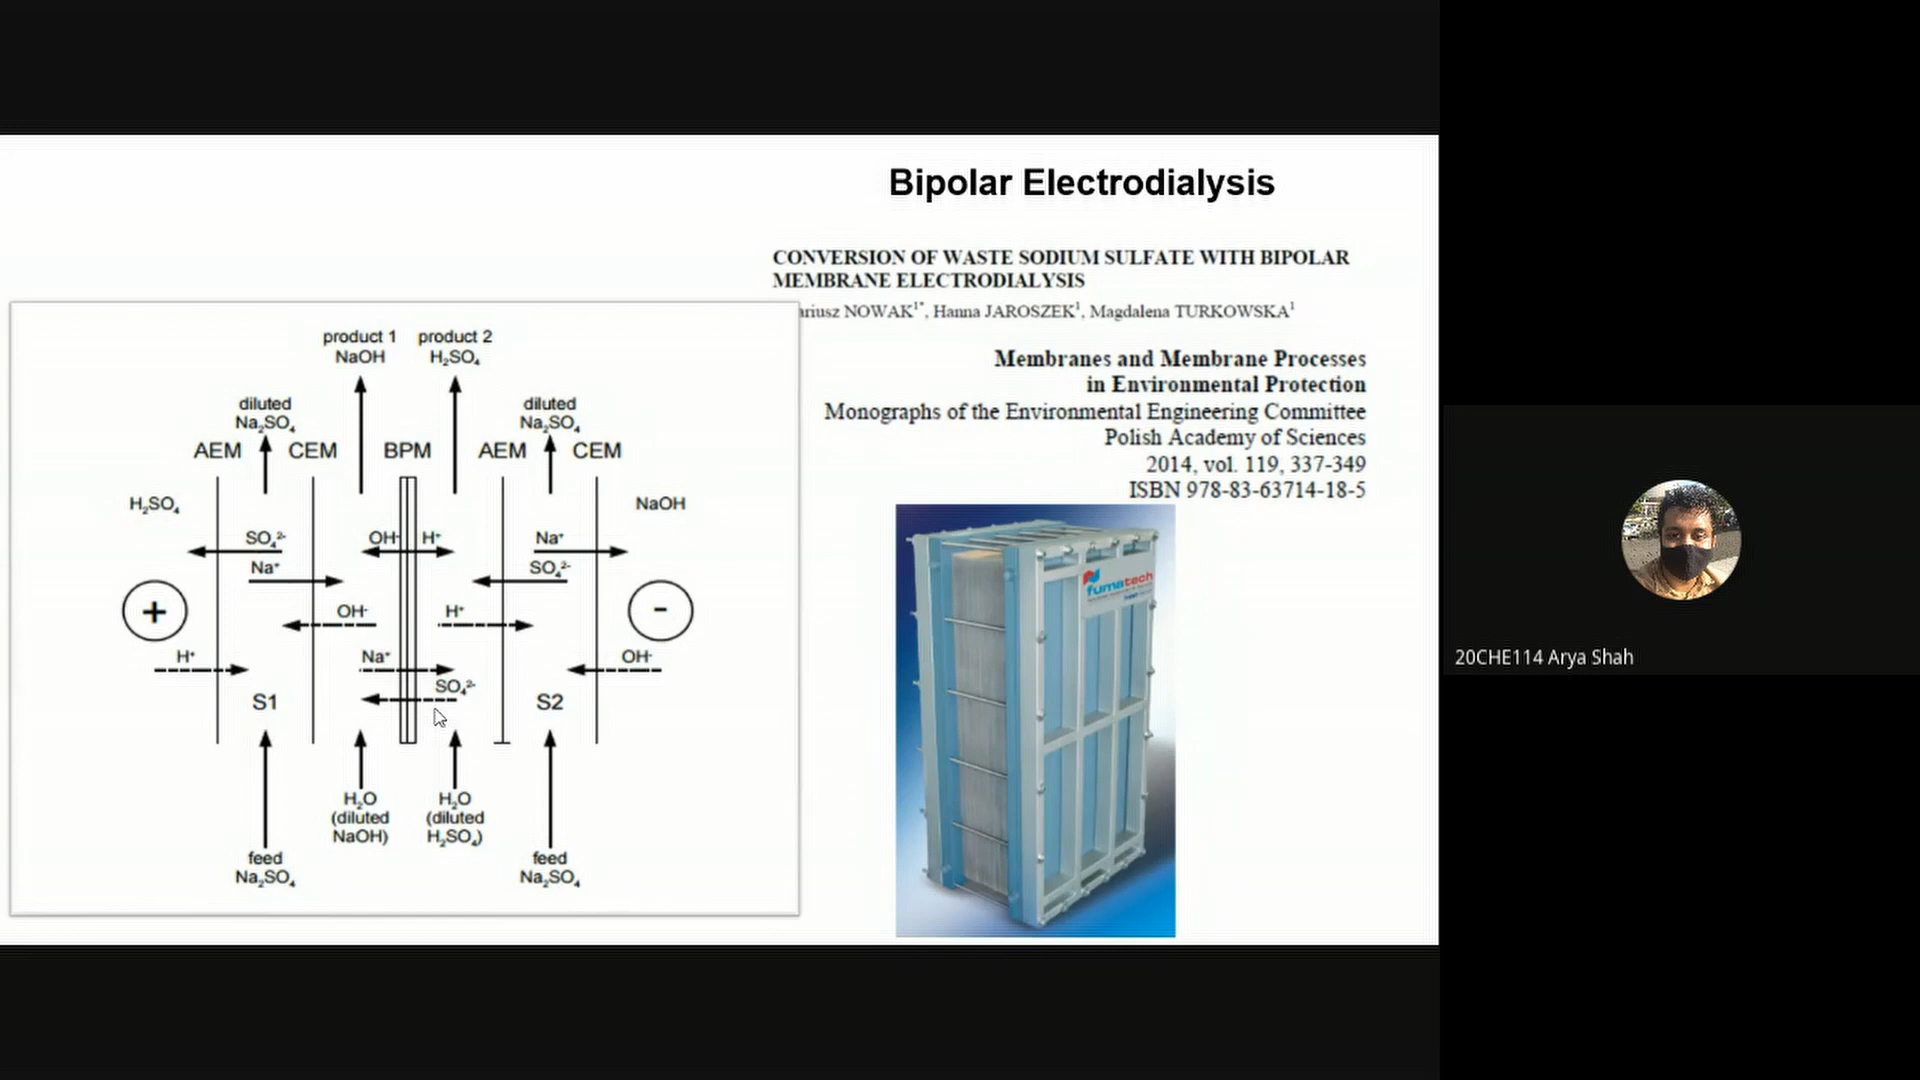 Bipolar Electrodialysis
CONVERSION OF WASTE SODIUM SULFATE WITH BIPOLAR
MEMBRANE ELECTRODIALYSIS
ariusz NOWAK¹*, Hanna JAROSZEK¹, Magdalena TURKOWSKA¹
Membranes and Membrane Processes
in Environmental Protection
Monographs of the Environmental Engineering Committee
Polish Academy of Sciences
2014, vol. 119, 337-349
ISBN 978-83-63714-18-5
product 1 product 2
NaOH H₂SO₄
diluted diluted
Na₂SO₄ Na₂SO₄
AEM CEM BPM AEM CEM
H₂SO₄ NaOH
SO₄²⁻ OH⁻ H⁺ Na⁺
Na⁺ SO₄²⁻
OH⁻ H⁺
+ -
H⁺ Na⁺ OH⁻
SO₄²⁻
S1 S2
H₂O H₂O
(diluted (diluted
NaOH) H₂SO₄)
feed feed
Na₂SO₄ Na₂SO₄
fumatech
20CHE114 Arya Shah